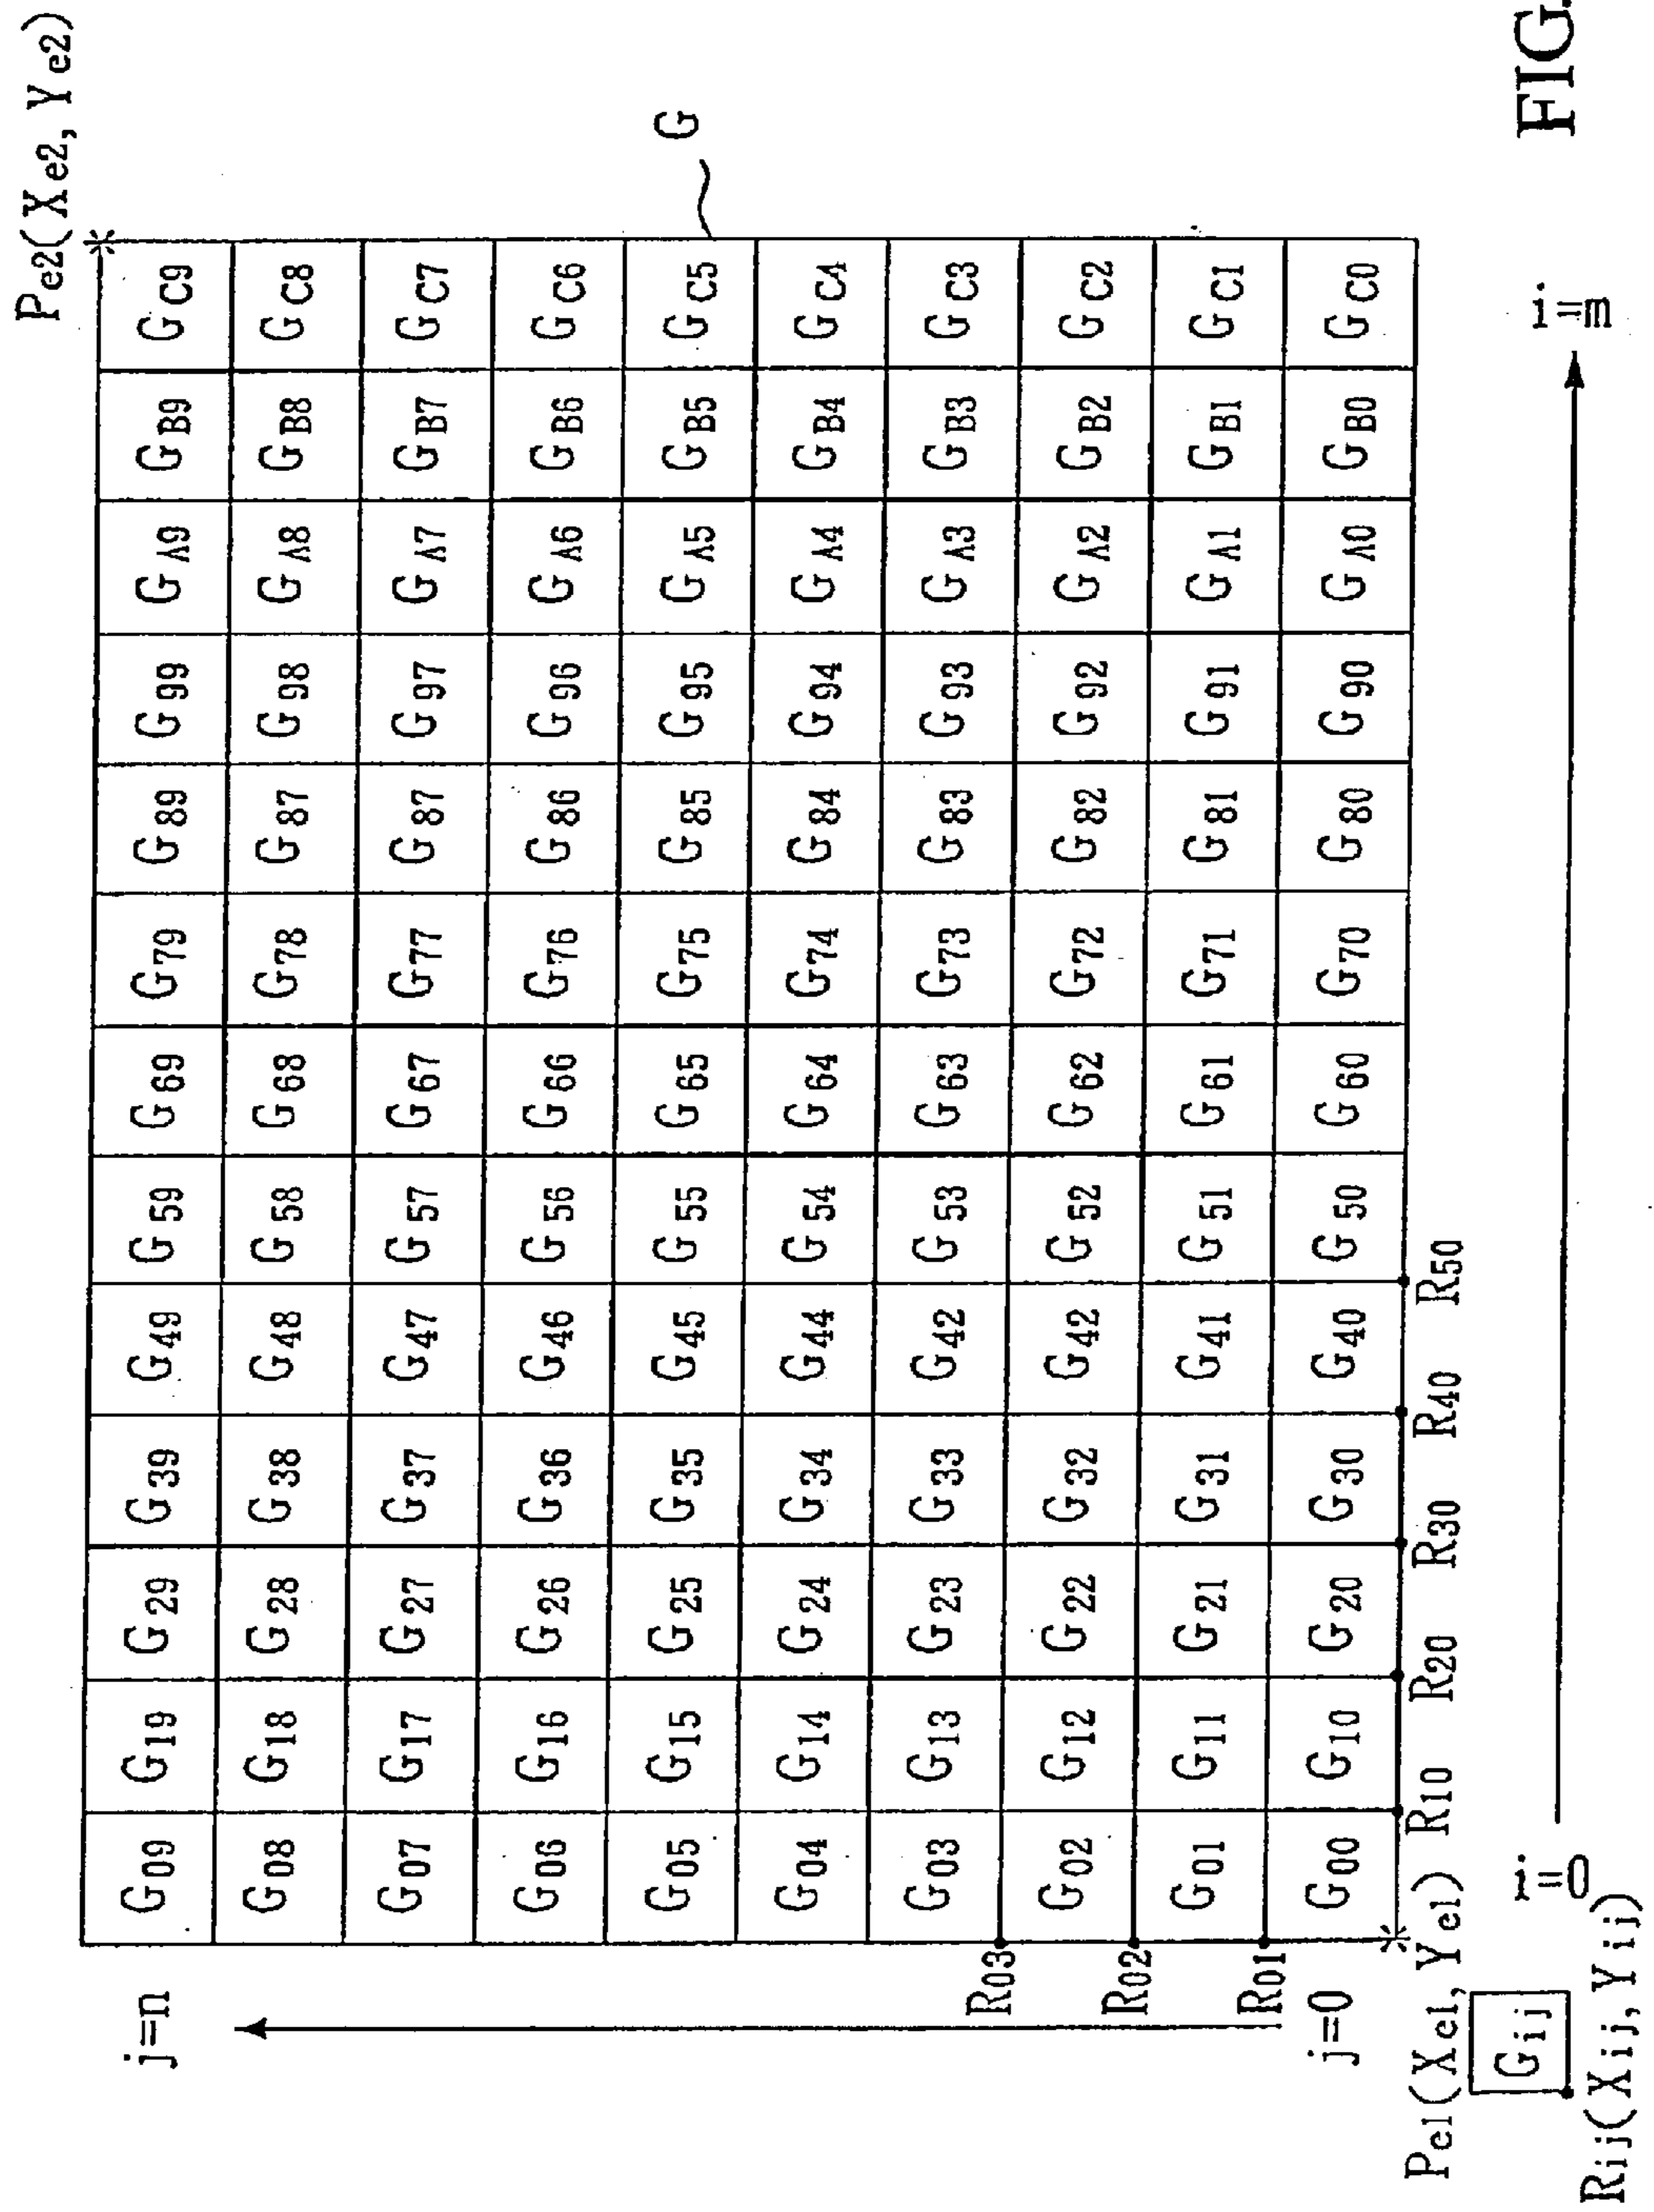 Pe2(Xe2, Ye2)
j=n G09 G19 G29 G39 G49 G59 G69 G79 G89 G99 GA9 GB9 GC9
G08 G18 G28 G38 G48 G58 G68 G78 G87 G98 GA8 GB8 GC8
G07 G17 G27 G37 G47 G57 G67 G77 G87 G97 GA7 GB7 GC7
G06 G16 G26 G36 G46 G56 G66 G76 G86 G96 GA6 GB6 GC6
G05 G15 G25 G35 G45 G55 G65 G75 G85 G95 GA5 GB5 GC5 G
G04 G14 G24 G34 G44 G54 G64 G74 G84 G94 GA4 GB4 GC4
G03 G13 G23 G33 G42 G53 G63 G73 G83 G93 GA3 GB3 GC3
R03
G02 G12 G22 G32 G42 G52 G62 G72 G82 G92 GA2 GB2 GC2
R02
G01 G11 G21 G31 G41 G51 G61 G71 G81 G91 GA1 GB1 GC1
R01
j=0 G00 G10 G20 G30 G40 G50 G60 G70 G80 G90 GA0 GB0 GC0
Pe1(Xe1, Ye1) R10 R20 R30 R40 R50
Gij i=0 i=m
Rij(Xij, Yij)
FIG.